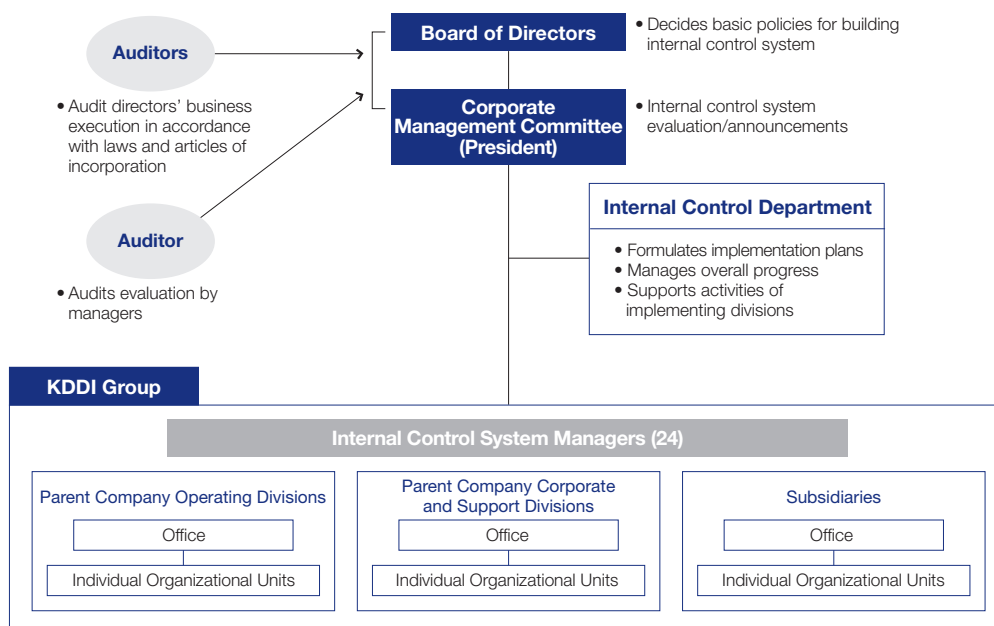 Auditors
• Audit directors’ business
execution in accordance
with laws and articles of
incorporation
Auditor
• Audits evaluation by
managers
Board of Directors
• Decides basic policies for building
internal control system
Corporate
Management Committee
(President)
• Internal control system
evaluation/announcements
Internal Control Department
• Formulates implementation plans
• Manages overall progress
• Supports activities of
implementing divisions
KDDI Group
Internal Control System Managers (24)
Parent Company Operating Divisions
Office
Individual Organizational Units
Parent Company Corporate
and Support Divisions
Office
Individual Organizational Units
Subsidiaries
Office
Individual Organizational Units